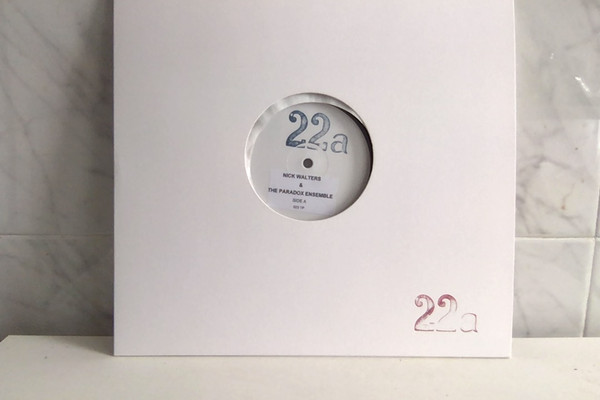 22a
NICK WALTERS
&
THE PARADOX ENSEMBLE
SIDE A
22a